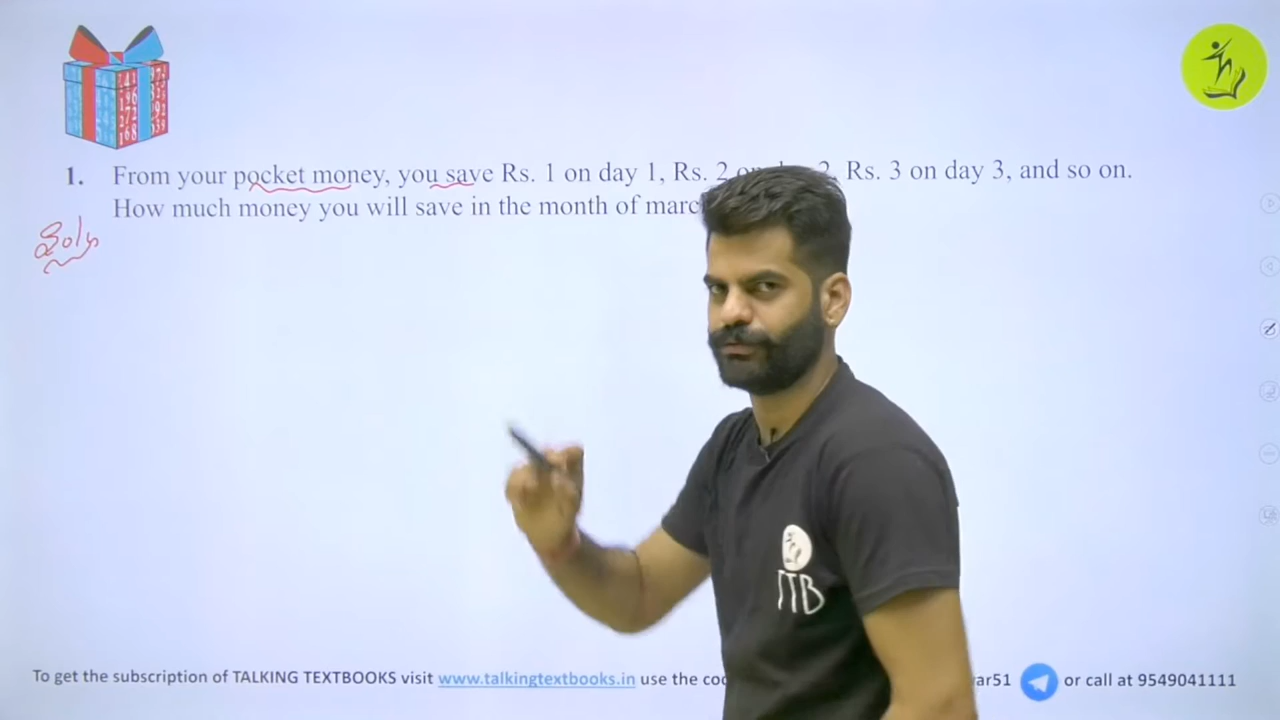 1. From your pocket money, you save Rs. 1 on day 1, Rs. 2 on day 2, Rs. 3 on day 3, and so on.
How much money you will save in the month of marc
Soln
TTB
To get the subscription of TALKING TEXTBOOKS visit www.talkingtextbooks.in use the co ar51 or call at 9549041111